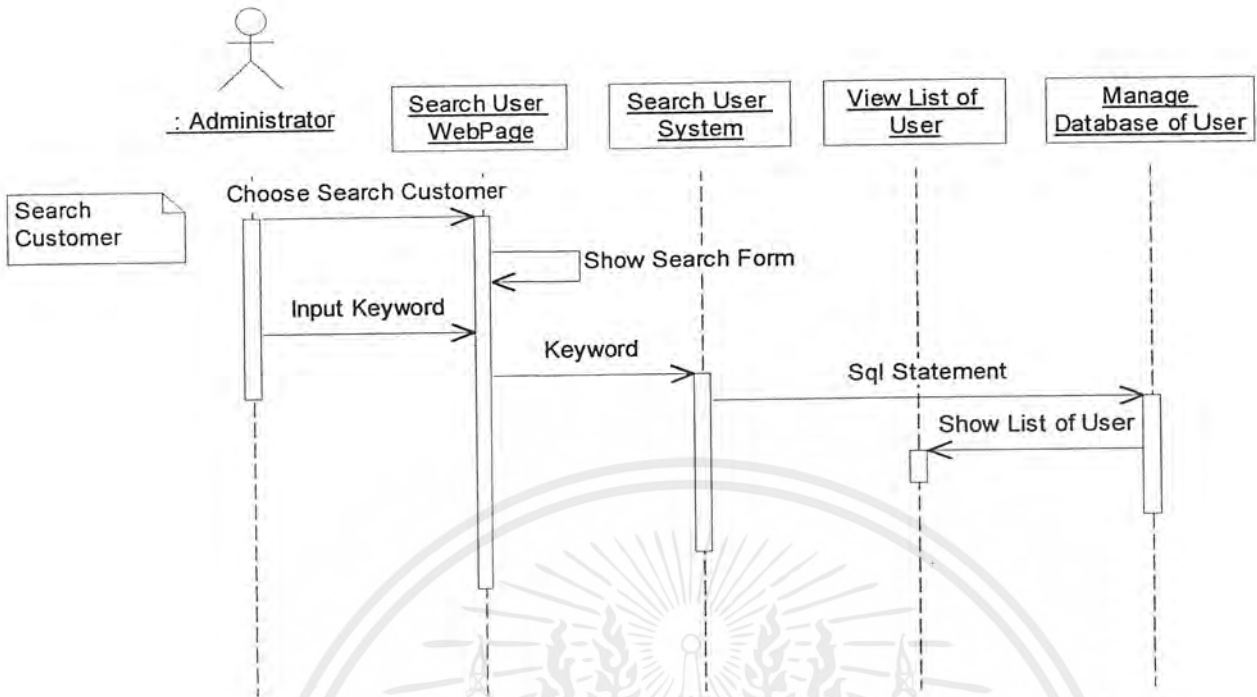 : Administrator
Search User
WebPage
Search User
System
View List of
User
Manage
Database of User
Search
Customer
Choose Search Customer
Show Search Form
Input Keyword
Keyword
Sql Statement
Show List of User